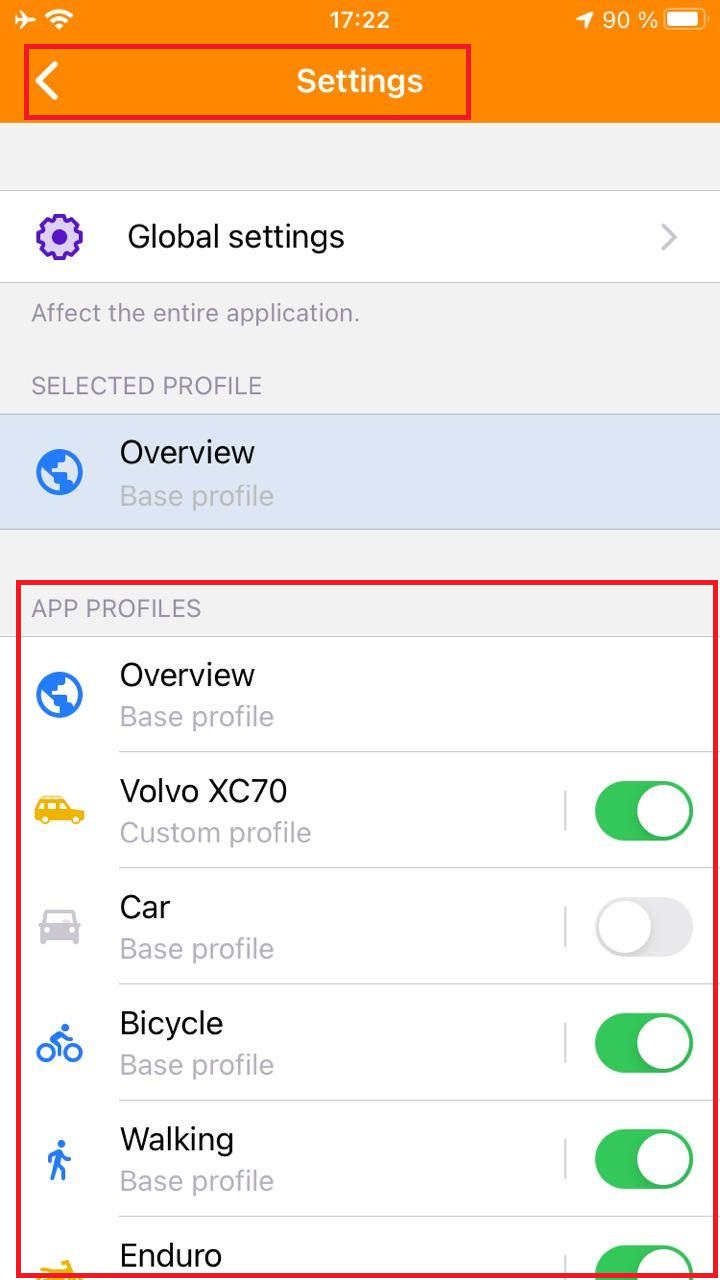 17:22
90 %
Settings
Global settings
Affect the entire application.
SELECTED PROFILE
Overview
Base profile
APP PROFILES
Overview
Base profile
Volvo XC70
Custom profile
Car
Base profile
Bicycle
Base profile
Walking
Base profile
Enduro